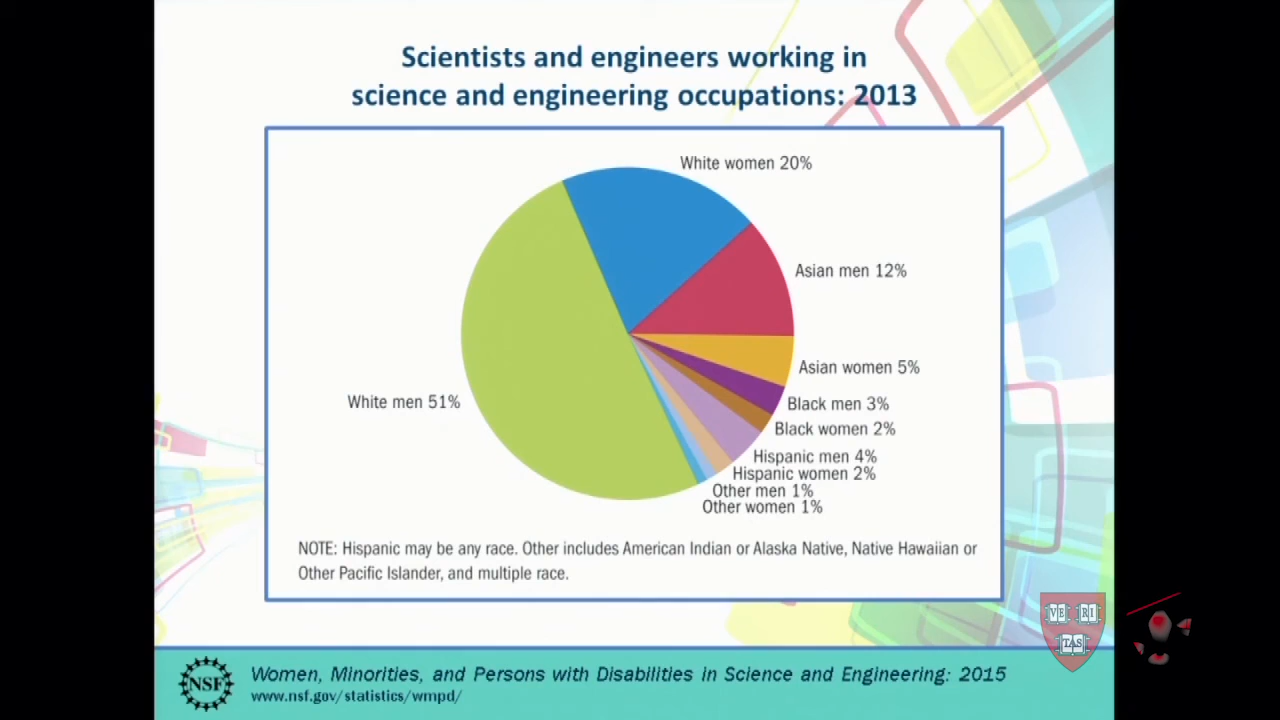 Scientists and engineers working in
science and engineering occupations: 2013
White women 20%
Asian men 12%
Asian women 5%
White men 51%
Black men 3%
Black women 2%
Hispanic men 4%
Hispanic women 2%
Other men 1%
Other women 1%
NOTE: Hispanic may be any race. Other includes American Indian or Alaska Native, Native Hawaiian or
Other Pacific Islander, and multiple race.
VE RI
TAS
NSF
Women, Minorities, and Persons with Disabilities in Science and Engineering: 2015
www.nsf.gov/statistics/wmpd/